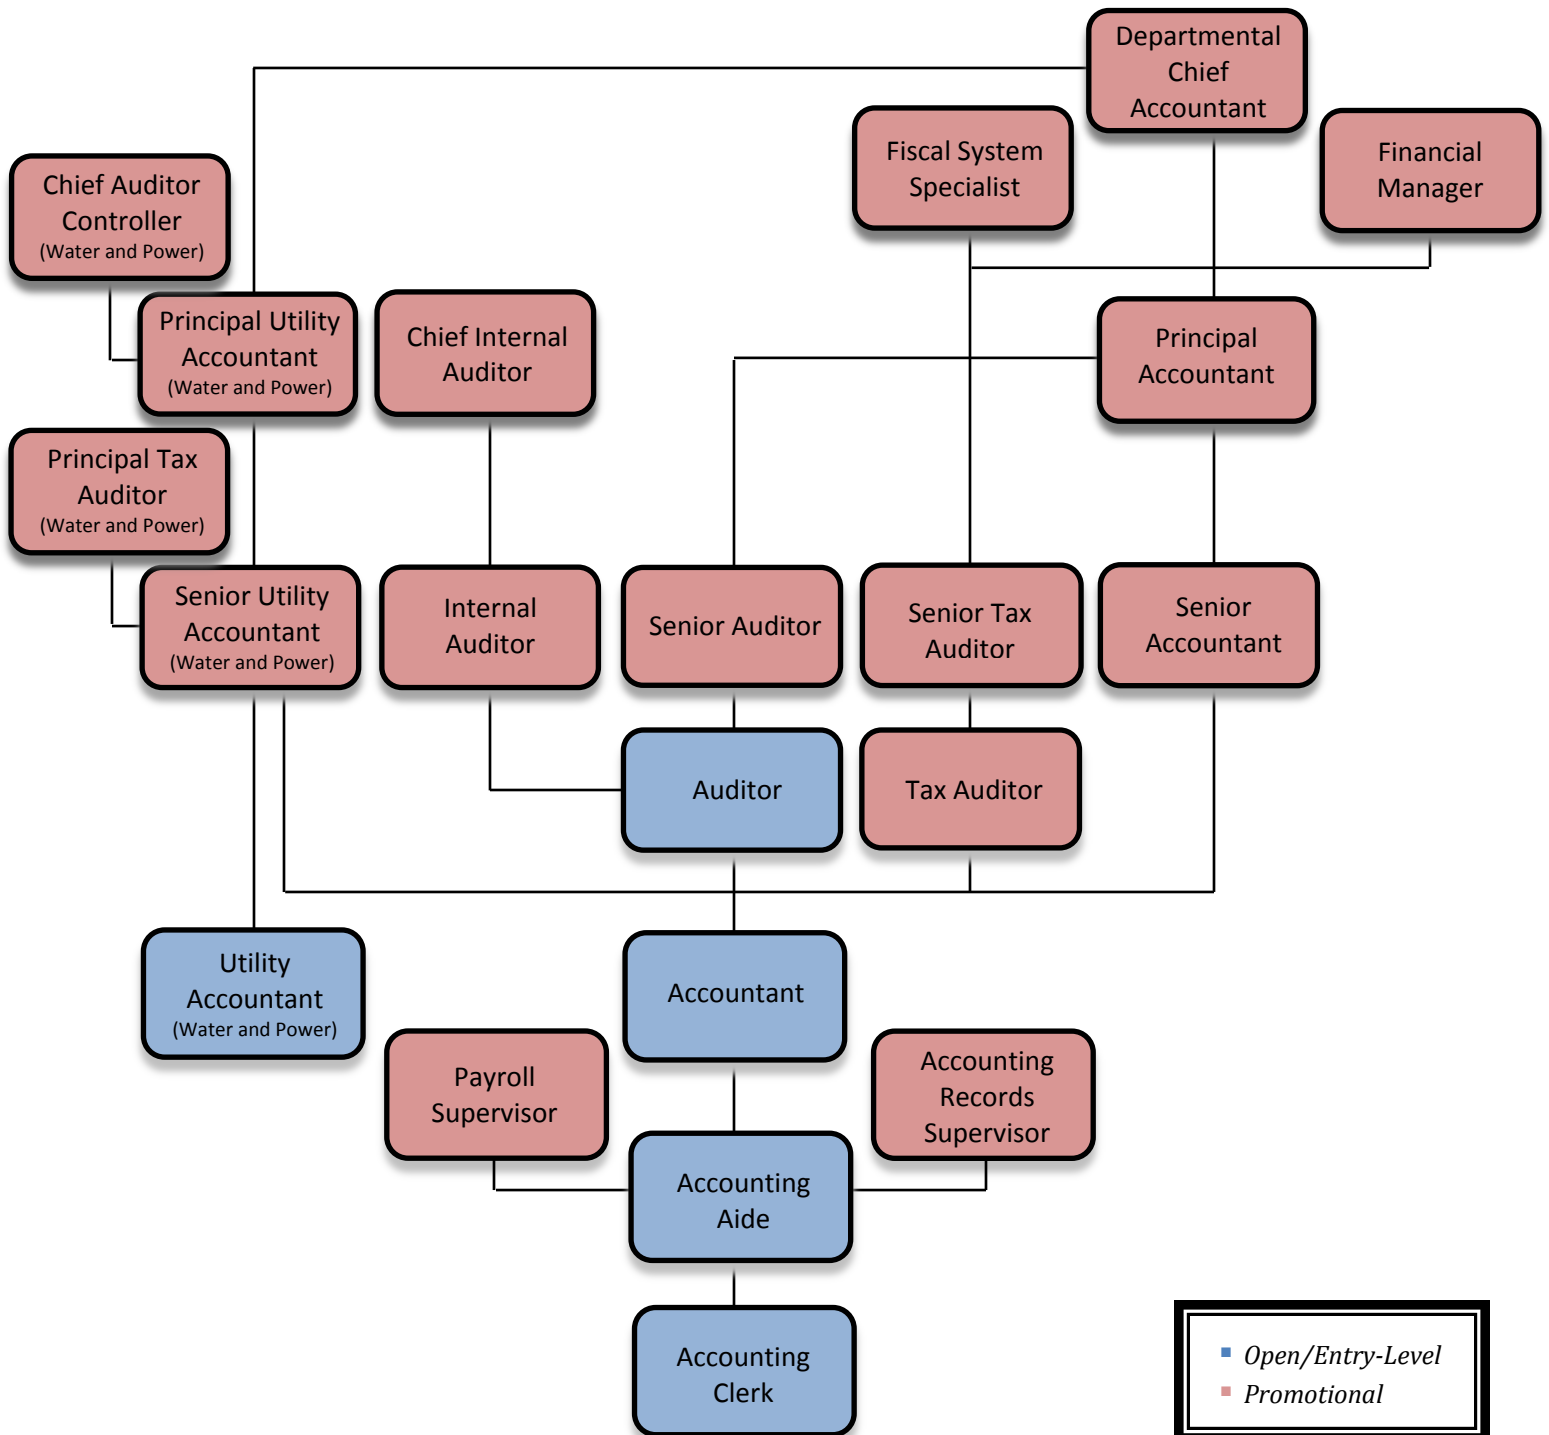 Departmental
Chief
Accountant
Fiscal System
Specialist
Financial
Manager
Chief Auditor
Controller
(Water and Power)
Principal Utility
Accountant
(Water and Power)
Chief Internal
Auditor
Principal
Accountant
Principal Tax
Auditor
(Water and Power)
Senior Utility
Accountant
(Water and Power)
Internal
Auditor
Senior Auditor
Senior Tax
Auditor
Senior
Accountant
Auditor
Tax Auditor
Utility
Accountant
(Water and Power)
Accountant
Payroll
Supervisor
Accounting
Records
Supervisor
Accounting
Aide
Accounting
Clerk
Open/Entry-Level
Promotional